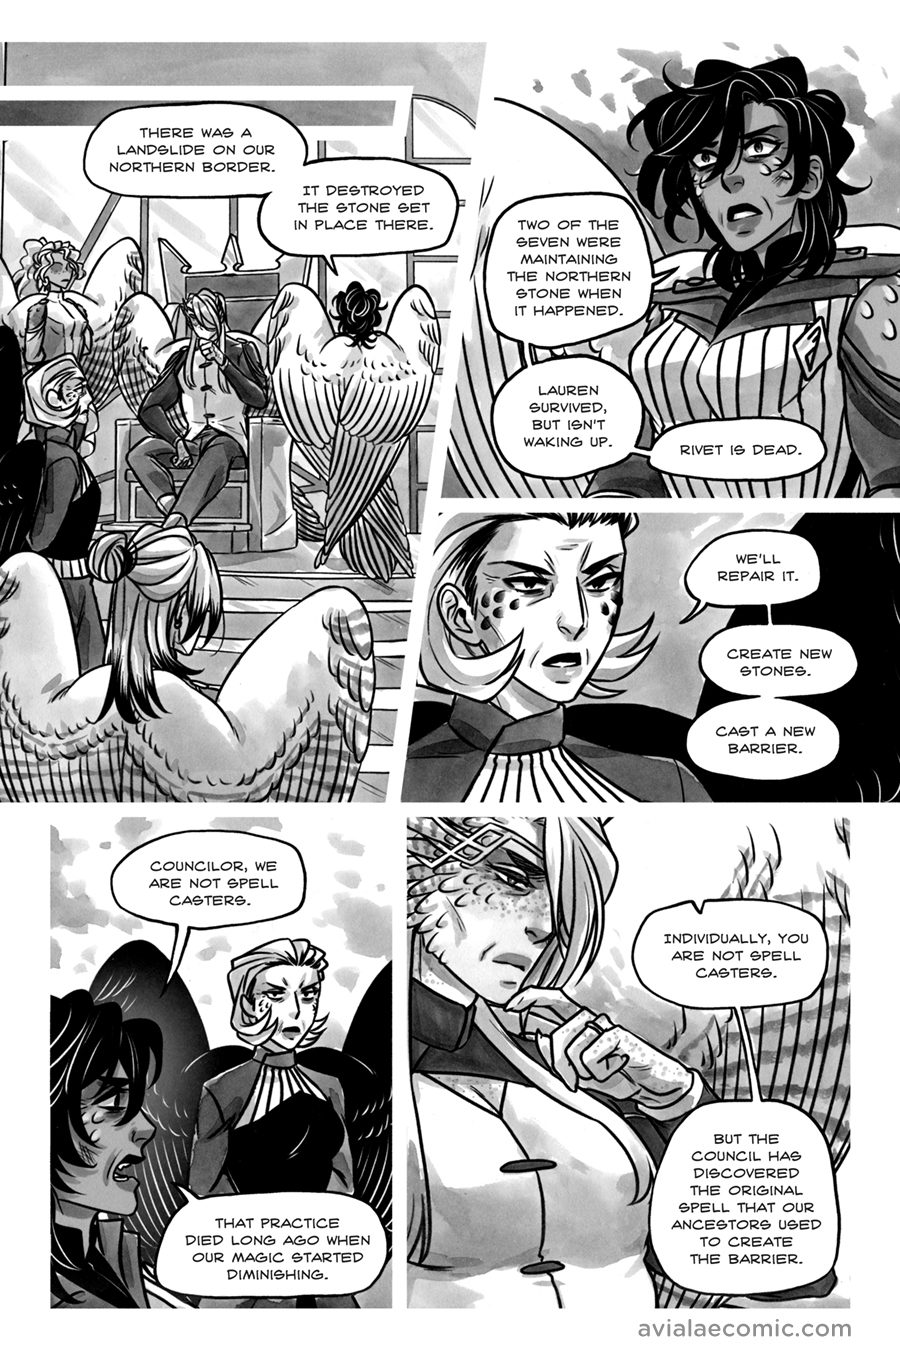 THERE WAS A
LANDSLIDE ON OUR
NORTHERN BORDER.
IT DESTROYED
THE STONE SET
IN PLACE THERE.
TWO OF THE
SEVEN WERE
MAINTAINING
THE NORTHERN
STONE WHEN
IT HAPPENED.
LAUREN
SURVIVED,
BUT ISN'T
WAKING UP.
RIVET IS DEAD.
WE'LL
REPAIR IT.
CREATE NEW
STONES.
CAST A NEW
BARRIER.
COUNCILOR, WE
ARE NOT SPELL
CASTERS.
THAT PRACTICE
DIED LONG AGO WHEN
OUR MAGIC STARTED
DIMINISHING.
INDIVIDUALLY, YOU
ARE NOT SPELL
CASTERS.
BUT THE
COUNCIL HAS
DISCOVERED
THE ORIGINAL
SPELL THAT OUR
ANCESTORS USED
TO CREATE
THE BARRIER.
avialaecomic.com